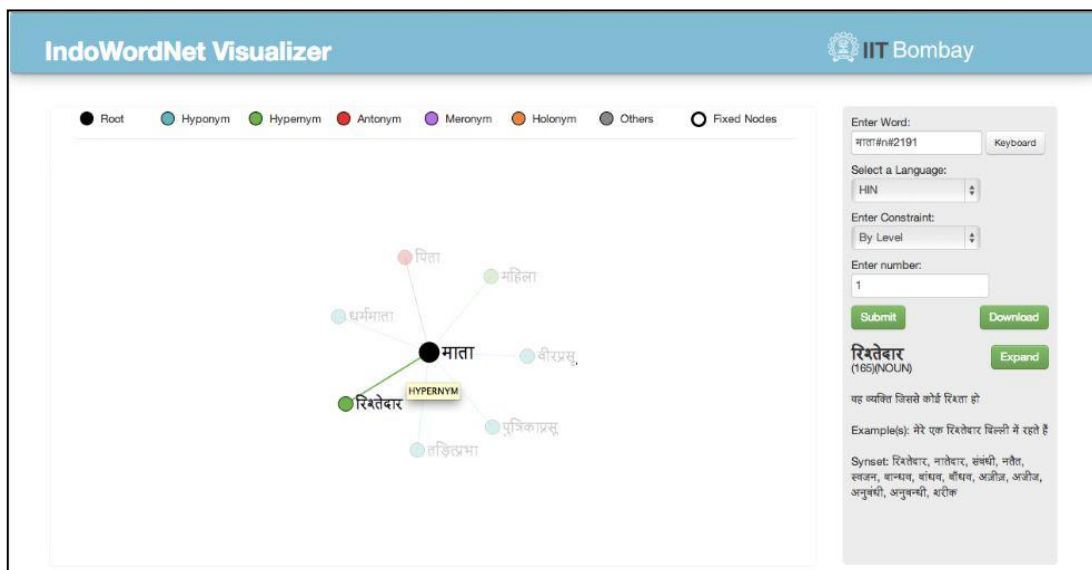 IndoWordNet Visualizer
IIT Bombay
Root Hyponym Hypernym Antonym Meronym Holonym Others Fixed Nodes
पिता
महिला
धर्ममाता
माता
वीरप्रसू
HYPERNYM
रिश्तेदार
पुत्रिकाप्रसू
तड़ित्प्रभा
Enter Word:
माता#n#2191 Keyboard
Select a Language:
HIN
Enter Constraint:
By Level
Enter number:
1
Submit Download
रिश्तेदार Expand
(165)(NOUN)
वह व्यक्ति जिससे कोई रिश्ता हो
Example(s): मेरे एक रिश्तेदार दिल्ली में रहते हैं
Synset: रिश्तेदार, नातेदार, संबंधी, नतैत,
स्वजन, बान्धव, बांधव, बाँधव, अज़ीज़, अजीज,
अनुबंधी, अनुबन्धी, शरीक